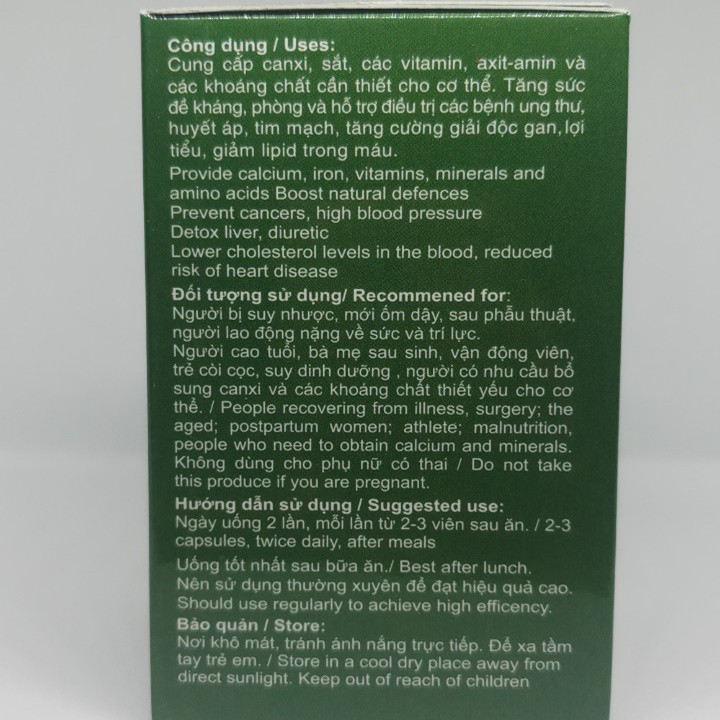 Công dụng / Uses:
Cung cấp canxi, sắt, các vitamin, axit-amin và
các khoáng chất cần thiết cho cơ thể. Tăng sức
đề kháng, phòng và hỗ trợ điều trị các bệnh ung thư,
huyết áp, tim mạch, tăng cường giải độc gan,lợi
tiểu, giảm lipid trong máu.
Provide calcium, iron, vitamins, minerals and
amino acids Boost natural defences
Prevent cancers, high blood pressure
Detox liver, diuretic
Lower cholesterol levels in the blood, reduced
risk of heart disease
Đối tượng sử dụng/ Recommened for:
Người bị suy nhược, mới ốm dậy, sau phẫu thuật,
người lao động nặng về sức và trí lực.
Người cao tuổi, bà mẹ sau sinh, vận động viên,
trẻ còi cọc, suy dinh dưỡng , người có nhu cầu bổ
sung canxi và các khoáng chất thiết yếu cho cơ
thể. / People recovering from illness, surgery; the
aged; postpartum women; athlete; malnutrition,
people who need to obtain calcium and minerals.
Không dùng cho phụ nữ có thai / Do not take
this produce if you are pregnant.
Hướng dẫn sử dụng / Suggested use:
Ngày uống 2 lần, mỗi lần từ 2-3 viên sau ăn. / 2-3
capsules, twice daily, after meals
Uống tốt nhất sau bữa ăn./ Best after lunch.
Nên sử dụng thường xuyên để đạt hiệu quả cao.
Should use regularly to achieve high efficency.
Bảo quản / Store:
Nơi khô mát, tránh ánh nắng trực tiếp. Để xa tầm
tay trẻ em. / Store in a cool dry place away from
direct sunlight. Keep out of reach of children